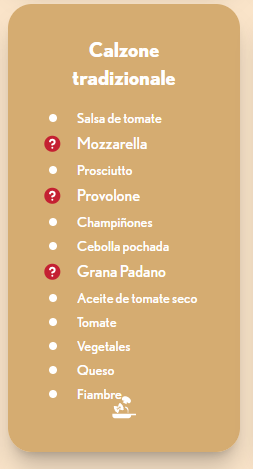 Calzone
tradizionale
Salsa de tomate
? Mozzarella
Prosciutto
? Provolone
Champiñones
Cebolla pochada
? Grana Padano
Aceite de tomate seco
Tomate
Vegetales
Queso
Fiambre